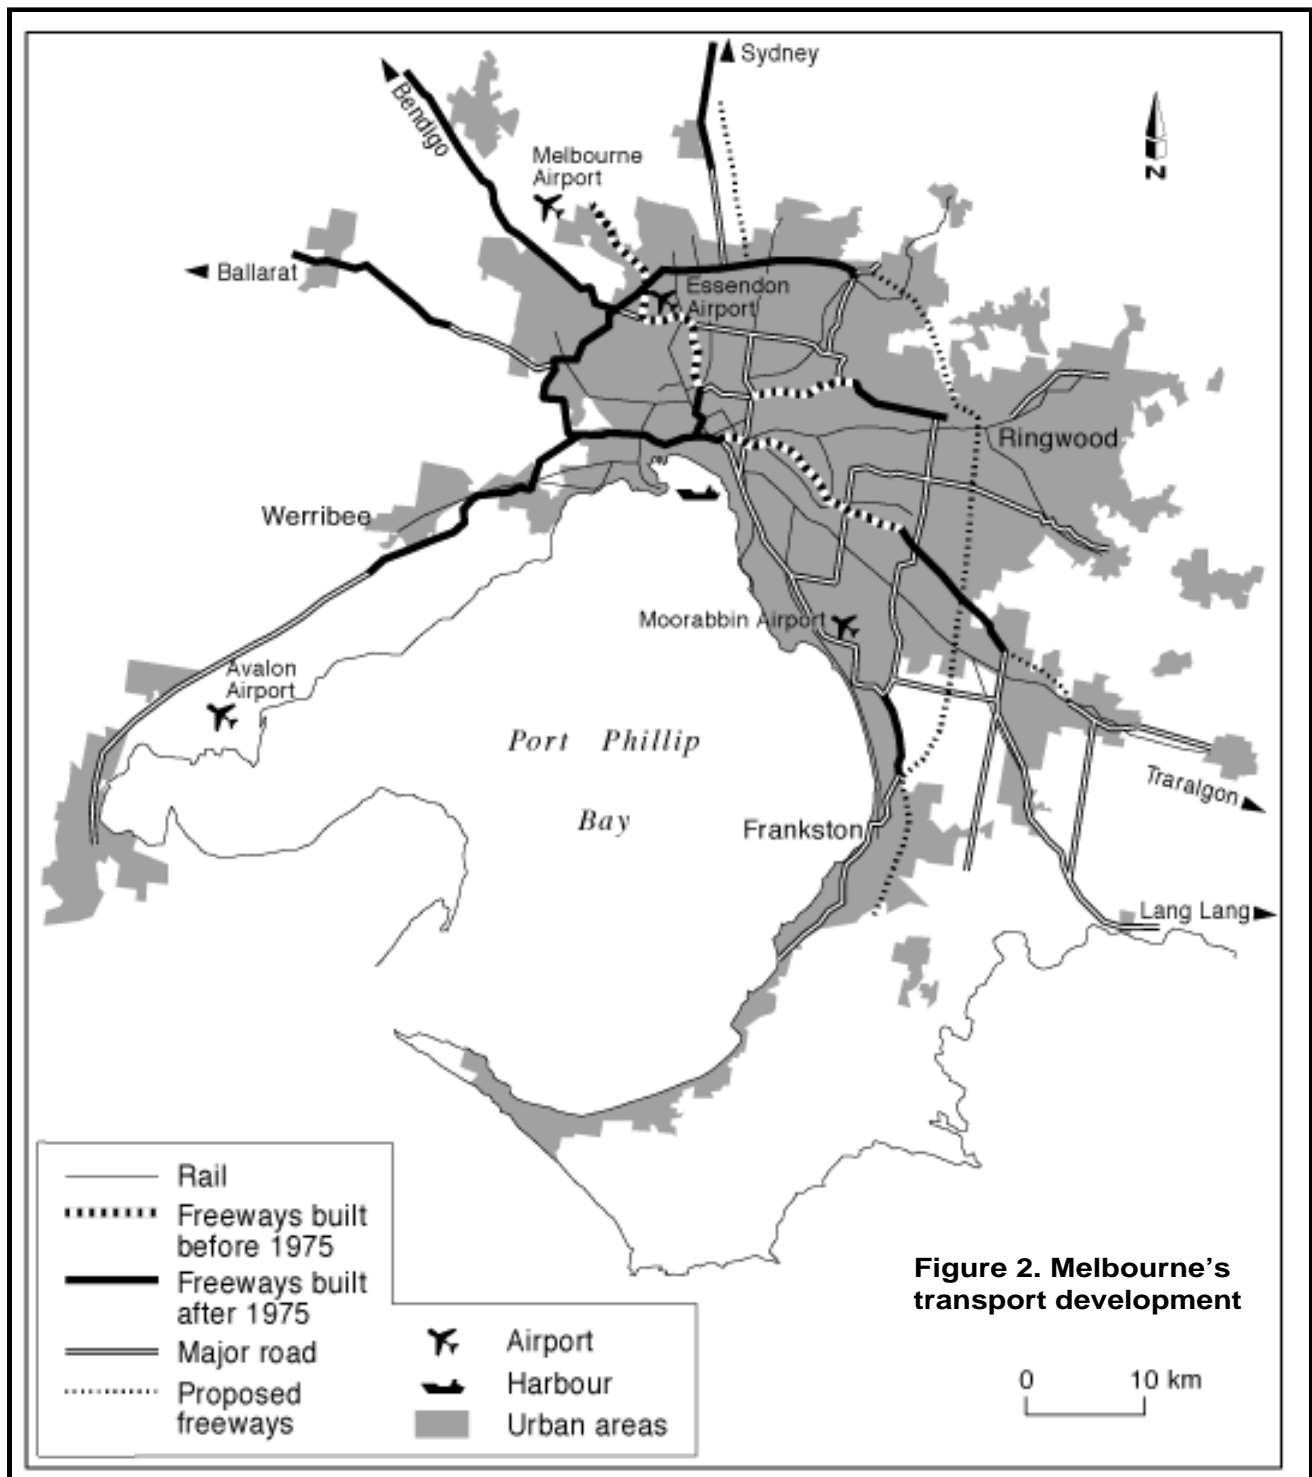 Sydney
Bendigo
Melbourne
Airport
N
Ballarat
Essendon
Airport
Ringwood
Werribee
Moorabbin Airport
Avalon
Airport
Port Phillip
Bay
Traralgon
Frankston
Lang Lang
Rail
Freeways built
before 1975
Freeways built
after 1975
Major road
Proposed
freeways
Airport
Harbour
Urban areas
Figure 2. Melbourne’s
transport development
0 10 km